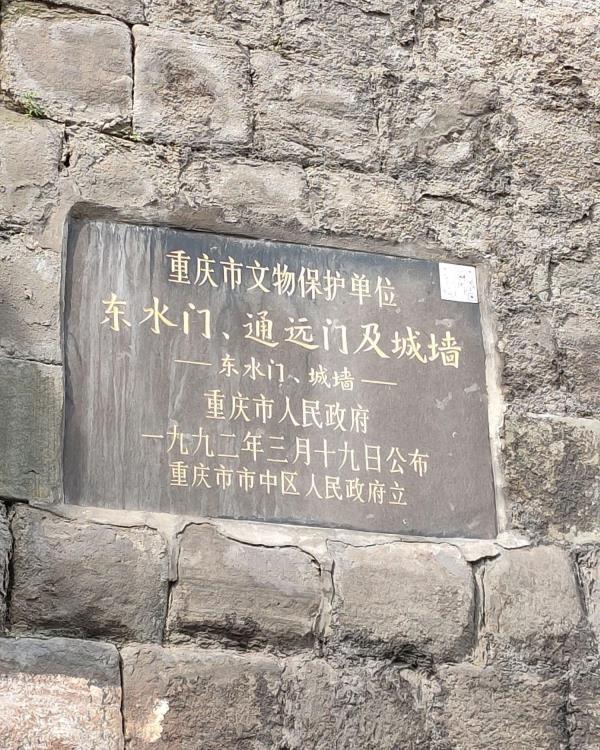 重庆市文物保护单位
东水门、通远门及城墙
——东水门、城墙——
重庆市人民政府
一九九二年三月十九日公布
重庆市市中区人民政府立